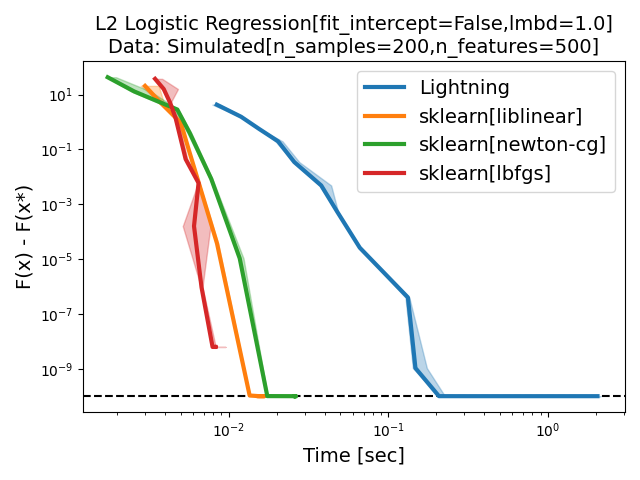 L2 Logistic Regression[fit_intercept=False,lmbd=1.0]
Data: Simulated[n_samples=200,n_features=500]
F(x) - F(x*)
10¹
10⁻¹
10⁻³
10⁻⁵
10⁻⁷
10⁻⁹
Lightning
sklearn[liblinear]
sklearn[newton-cg]
sklearn[lbfgs]
10⁻²
10⁻¹
10⁰
Time [sec]